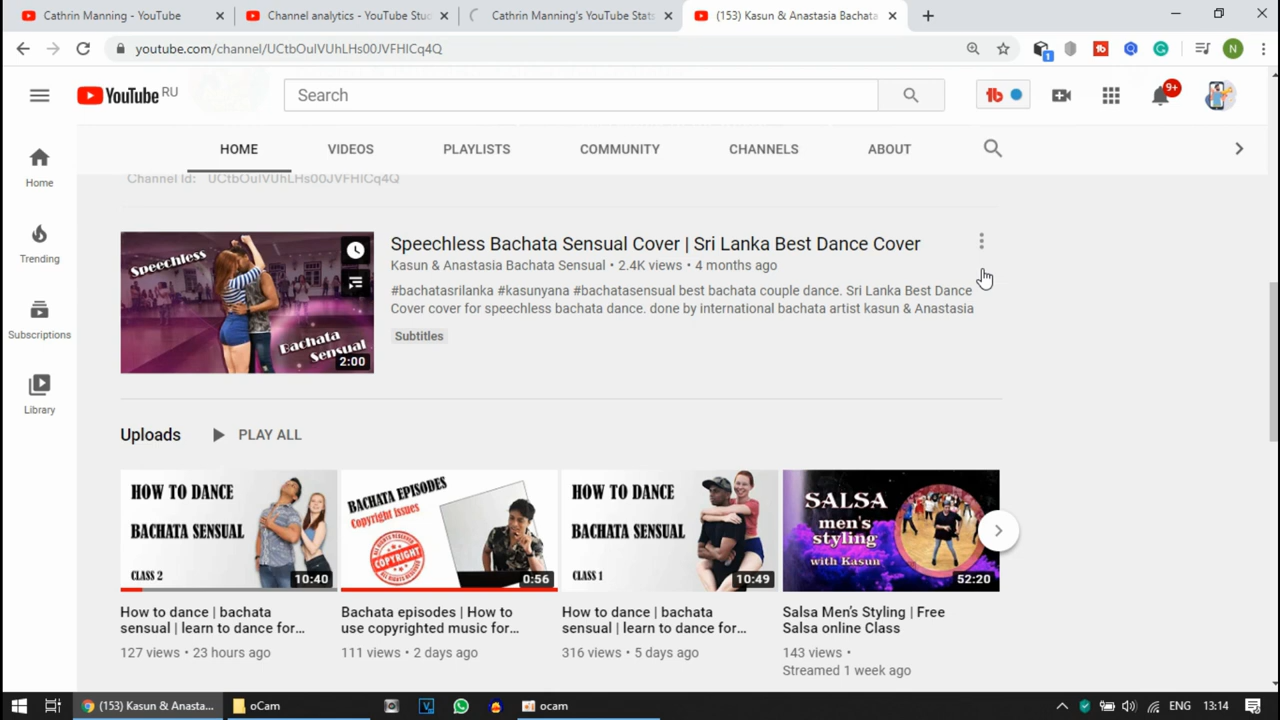 Cathrin Manning - YouTube
Channel analytics - YouTube Stud
Cathrin Manning's YouTube Stats
(153) Kasun & Anastasia Bachata
youtube.com/channel/UCtbOuIVUhLHs00JVFHICq4Q
1
N
YouTube RU
Search
tb
9+
HOME
VIDEOS
PLAYLISTS
COMMUNITY
CHANNELS
ABOUT
Home
Trending
Subscriptions
Library
Channel Id: UCtbOuIVUhLHs00JVFHICq4Q
Speechless
Bachata
Sensual
2:00
Speechless Bachata Sensual Cover | Sri Lanka Best Dance Cover
Kasun & Anastasia Bachata Sensual • 2.4K views • 4 months ago
#bachatasrilanka #kasunyana #bachatasensual best bachata couple dance. Sri Lanka Best Dance
Cover cover for speechless bachata dance. done by international bachata artist kasun & Anastasia
Subtitles
Uploads
PLAY ALL
HOW TO DANCE
BACHATA SENSUAL
CLASS 2
10:40
How to dance | bachata
sensual | learn to dance for...
127 views • 23 hours ago
BACHATA EPISODES
Copyright issues
COPYRIGHT
0:56
Bachata episodes | How to
use copyrighted music for...
111 views • 2 days ago
HOW TO DANCE
BACHATA SENSUAL
CLASS 1
10:49
How to dance | bachata
sensual | learn to dance for...
316 views • 5 days ago
SALSA
men's
styling
with Kasun
52:20
Salsa Men's Styling | Free
Salsa online Class
143 views •
Streamed 1 week ago
(153) Kasun & Anasta...
oCam
ocam
ENG
13:14